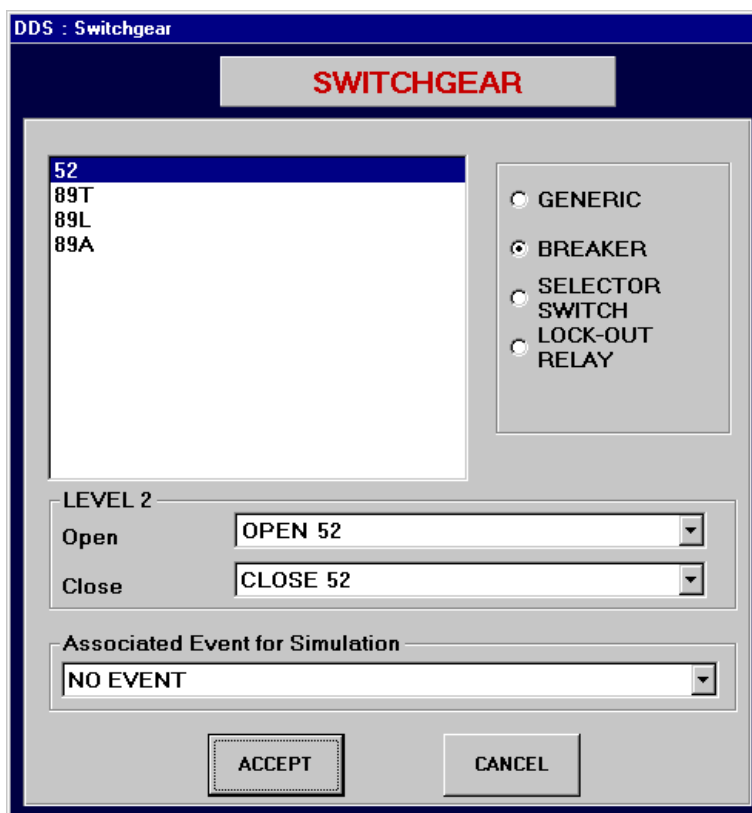 DDS : Switchgear
SWITCHGEAR
52
89T
89L
89A
GENERIC
BREAKER
SELECTOR
SWITCH
LOCK-OUT
RELAY
LEVEL 2
Open
OPEN 52
Close
CLOSE 52
Associated Event for Simulation
NO EVENT
ACCEPT
CANCEL